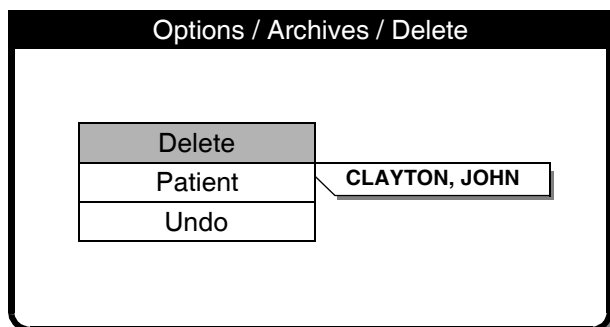 Options / Archives / Delete
Delete
Patient
CLAYTON, JOHN
Undo